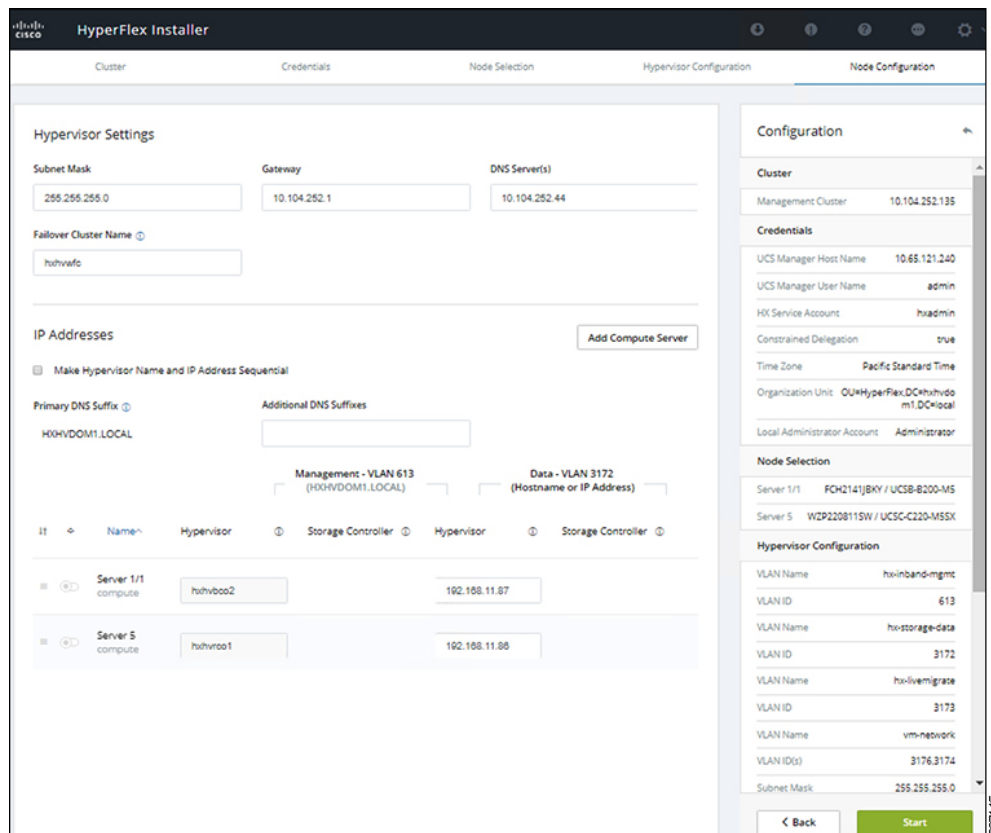 cisco
HyperFlex Installer
Cluster
Credentials
Node Selection
Hypervisor Configuration
Node Configuration
Hypervisor Settings
Subnet Mask
Gateway
DNS Server(s)
255.255.255.0
10.104.252.1
10.104.252.44
Failover Cluster Name
hxhvwfc
IP Addresses
Add Compute Server
Make Hypervisor Name and IP Address Sequential
Primary DNS Suffix
Additional DNS Suffixes
HXHVDOM1.LOCAL
Management - VLAN 613
(HXHVDOM1.LOCAL)
Data - VLAN 3172
(Hostname or IP Address)
Name
Hypervisor
Storage Controller
Hypervisor
Storage Controller
Server 1/1
compute
hxhvbco2
192.168.11.87
Server 5
compute
hxhvrco1
192.168.11.86
Configuration
Cluster
Management Cluster 10.104.252.135
Credentials
UCS Manager Host Name 10.65.121.240
UCS Manager User Name admin
HX Service Account hxadmin
Constrained Delegation true
Time Zone Pacific Standard Time
Organization Unit OU=HyperFlex,DC=hxhvdo
m1,DC=local
Local Administrator Account Administrator
Node Selection
Server 1/1 FCH2141JBKY / UCSB-B200-M5
Server 5 WZP220811SW / UCSC-C220-M5SX
Hypervisor Configuration
VLAN Name hx-inband-mgmt
VLAN ID 613
VLAN Name hx-storage-data
VLAN ID 3172
VLAN Name hx-livemigrate
VLAN ID 3173
VLAN Name vm-network
VLAN ID(s) 3176,3174
Subnet Mask 255.255.255.0
< Back
Start